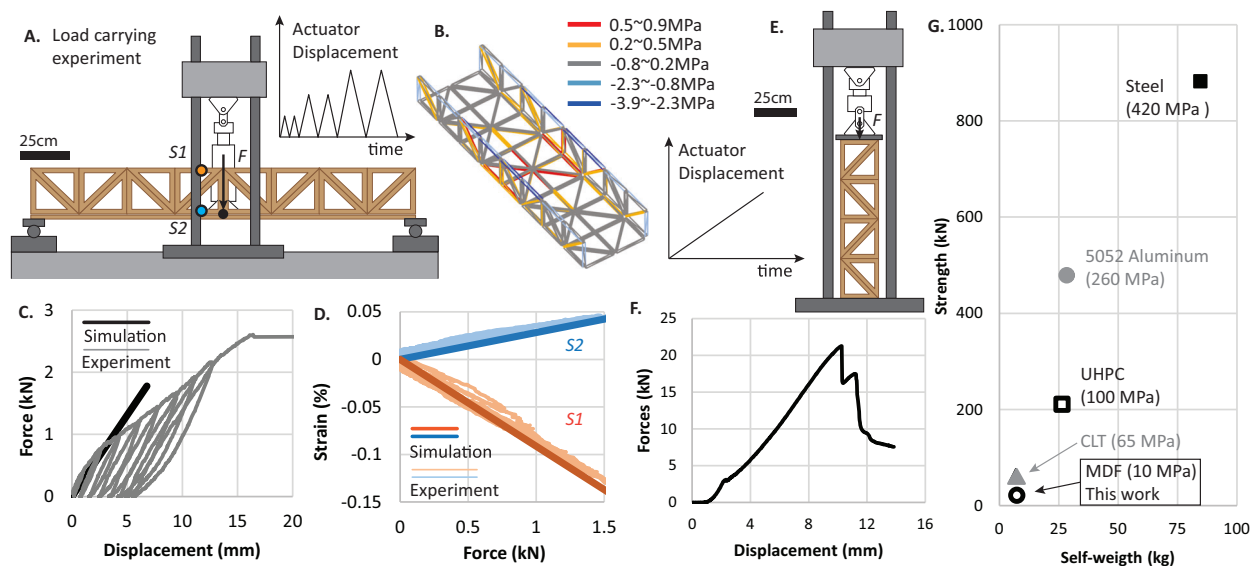 A.
Load carrying
experiment
Actuator
Displacement
time
25cm
S1
F
S2
B.
0.5~0.9MPa
0.2~0.5MPa
-0.8~0.2MPa
-2.3~-0.8MPa
-3.9~-2.3MPa
Actuator
Displacement
time
E.
25cm
F
C.
3
2
1
0
0 5 10 15 20
Force (kN)
Displacement (mm)
Simulation
Experiment
D.
0.05
0
-0.05
-0.1
-0.15
0 0.5 1 1.5
Strain (%)
Force (kN)
S2
S1
Simulation
Experiment
F.
25
20
15
10
5
0
0 4 8 12 16
Forces (kN)
Displacement (mm)
G.
1000
800
600
400
200
0
0 25 50 75 100
Strength (kN)
Self-weigth (kg)
Steel
(420 MPa )
5052 Aluminum
(260 MPa)
UHPC
(100 MPa)
CLT (65 MPa)
MDF (10 MPa)
This work